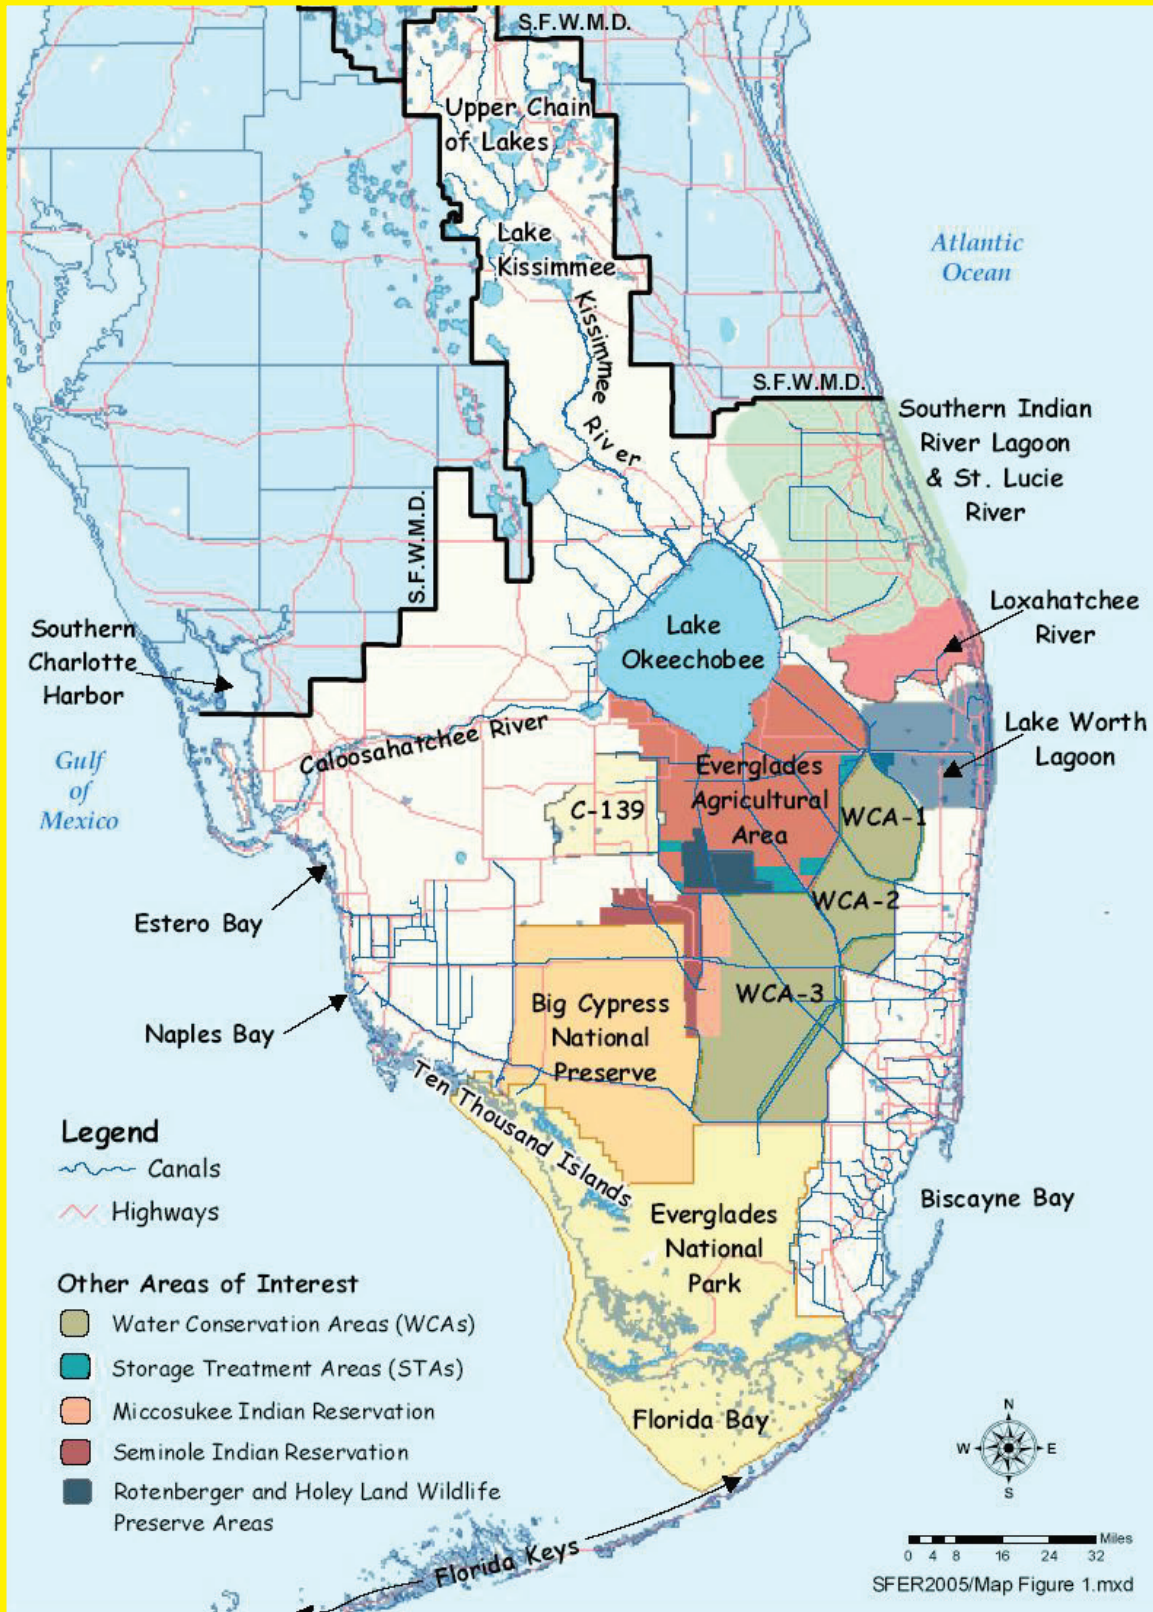 S.F.W.M.D.
Upper Chain
of Lakes
Lake
Kissimmee
Atlantic
Ocean
Kissimmee
River
S.F.W.M.D.
Southern Indian
River Lagoon
& St. Lucie
River
S.F.W.M.D.
Southern
Charlotte
Harbor
Lake
Okeechobee
Loxahatchee
River
Gulf
of
Mexico
Caloosahatchee River
Lake Worth
Lagoon
Everglades
Agricultural
Area
C-139
WCA-1
WCA-2
Estero Bay
WCA-3
Big Cypress
National
Preserve
Naples Bay
Ten Thousand Islands
Biscayne Bay
Everglades
National
Park
Florida Bay
Florida Keys
Legend
Canals
Highways
Other Areas of Interest
Water Conservation Areas (WCAs)
Storage Treatment Areas (STAs)
Miccosukee Indian Reservation
Seminole Indian Reservation
Rotenberger and Holey Land Wildlife
Preserve Areas
N
W E
S
Miles
0 4 8 16 24 32
SFER2005/Map Figure 1.mxd